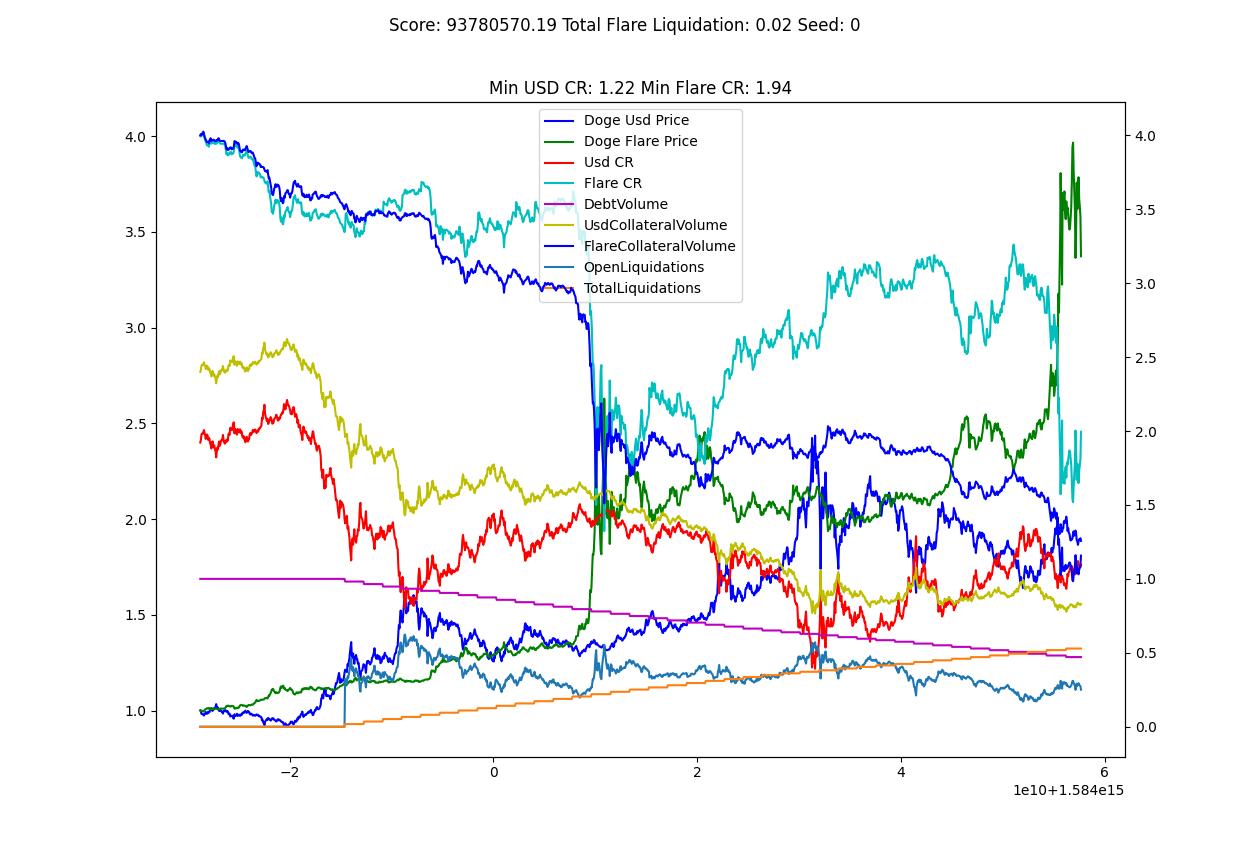 Score: 93780570.19 Total Flare Liquidation: 0.02 Seed: 0
Min USD CR: 1.22 Min Flare CR: 1.94
Doge Usd Price
Doge Flare Price
Usd CR
Flare CR
DebtVolume
UsdCollateralVolume
FlareCollateralVolume
OpenLiquidations
TotalLiquidations
4.0
3.5
3.0
2.5
2.0
1.5
1.0
4.0
3.5
3.0
2.5
2.0
1.5
1.0
0.5
0.0
−2 0 2 4 6
1e10+1.584e15